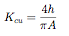 K_{cu} = \frac{4h}{\pi A}